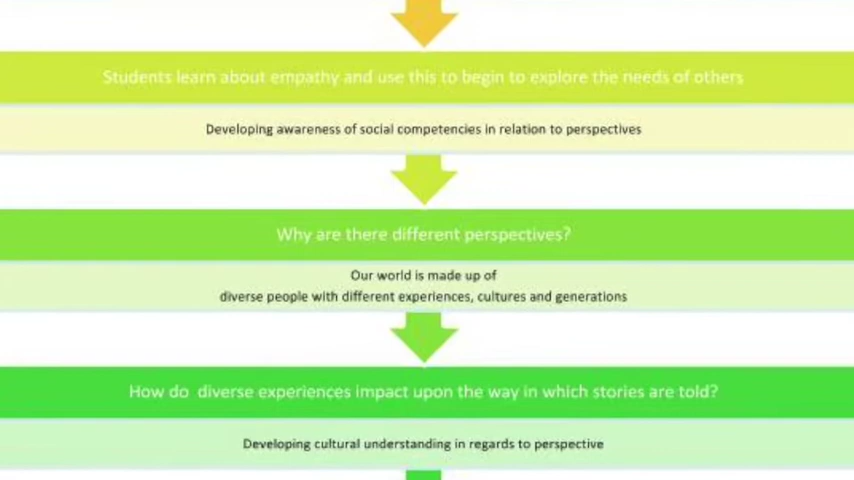 Students learn about empathy and use this to begin to explore the needs of others
Developing awareness of social competencies in relation to perspectives
Why are there different perspectives?
Our world is made up of
diverse people with different experiences, cultures and generations
How do  diverse experiences impact upon the way in which stories are told?
Developing cultural understanding in regards to perspective